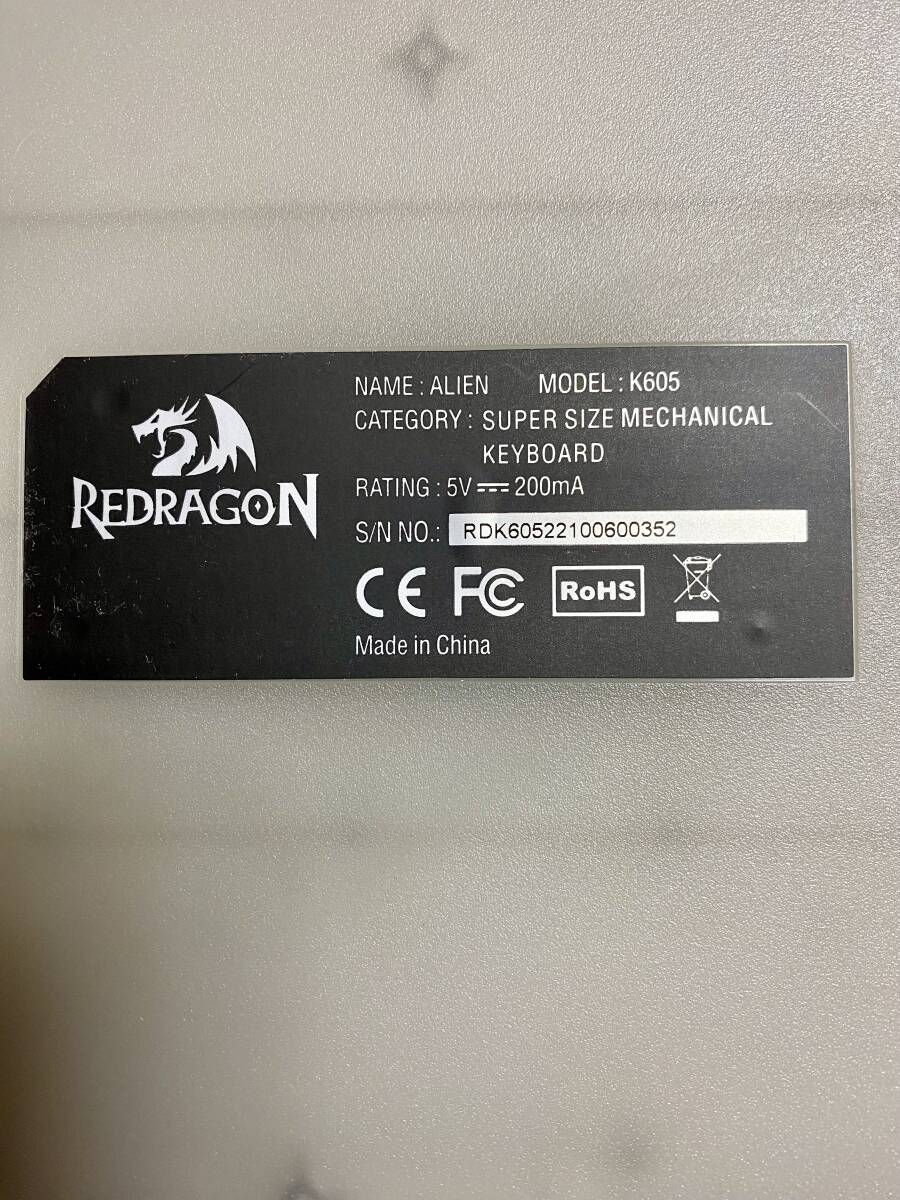 REDRAGON
NAME : ALIEN MODEL : K605
CATEGORY : SUPER SIZE MECHANICAL
KEYBOARD
RATING : 5V ⎓ 200mA
S/N NO.: RDK60522100600352
CE FC RoHS
Made in China